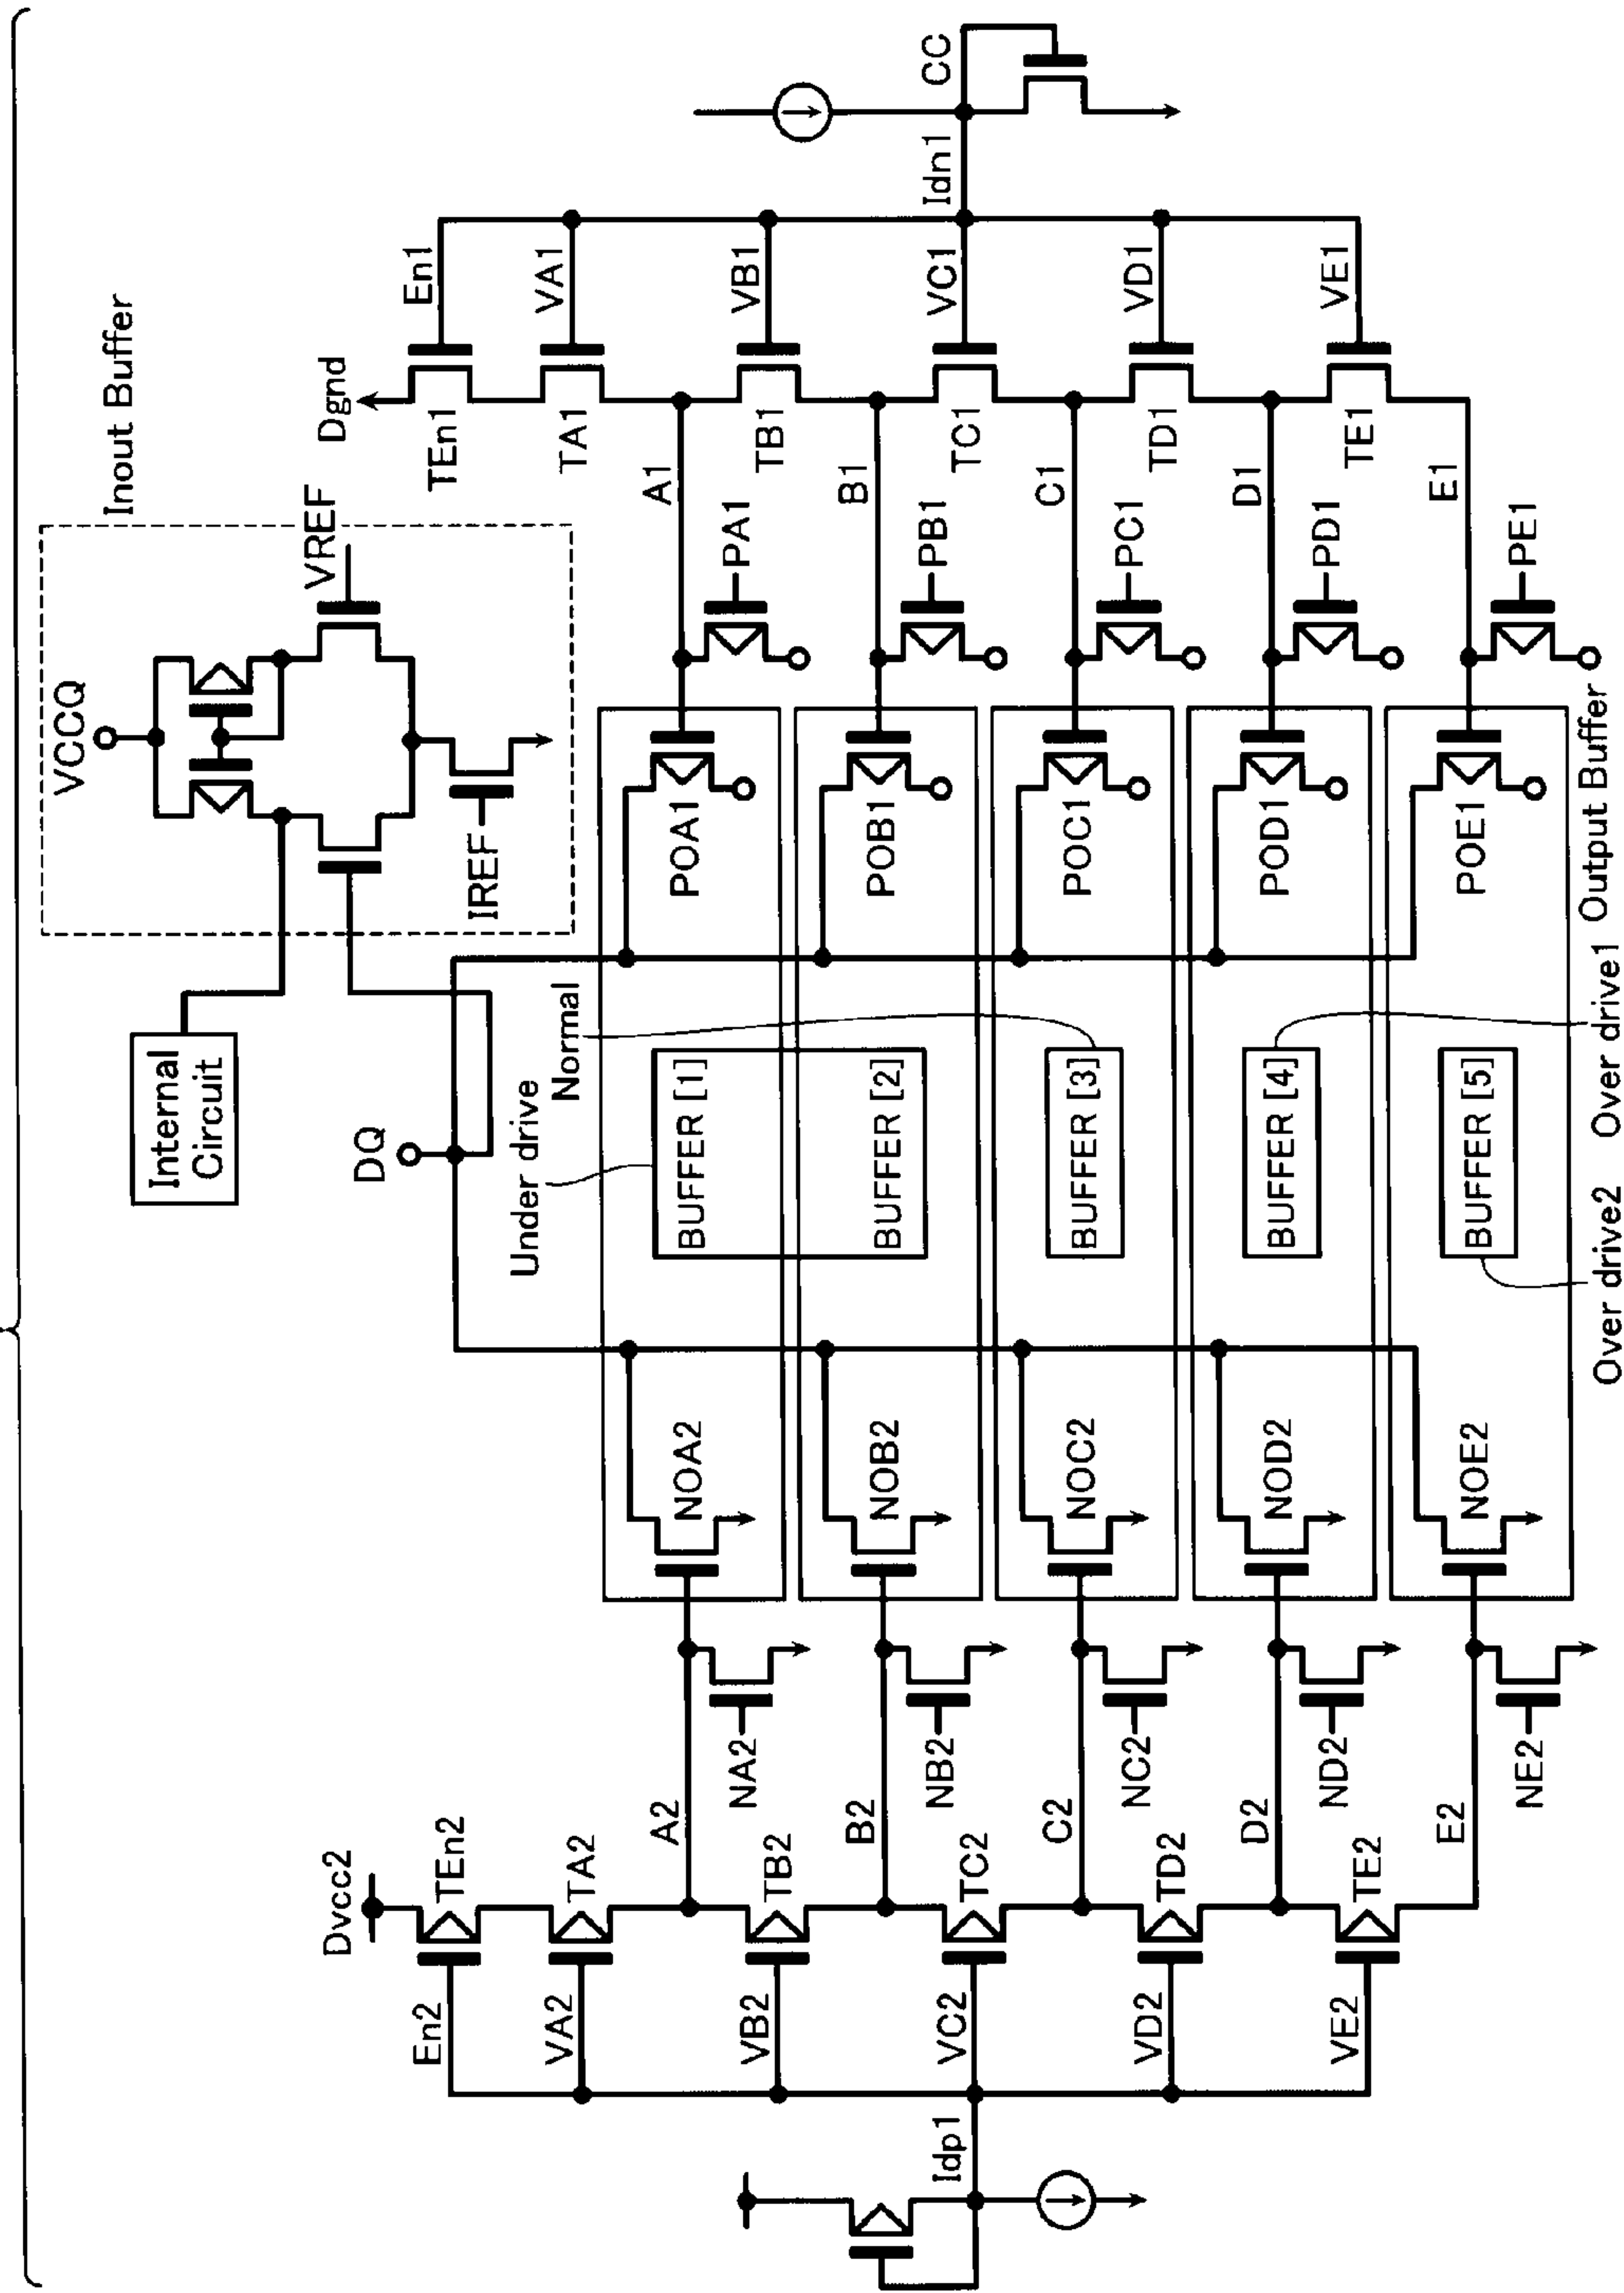 Inout Buffer
VCCQ
VREF
IREF
Internal
Circuit
DQ
Dvcc2
Dgnd
CC
Under drive
Normal
En2
TEn2
TEn1
En1
VA2
TA2
A2
NA2
NOA2
BUFFER [1]
POA1
PA1
A1
TA1
VA1
VB2
TB2
B2
NB2
NOB2
BUFFER [2]
POB1
PB1
B1
TB1
VB1
Idp1
VC2
TC2
C2
NC2
NOC2
BUFFER [3]
POC1
PC1
C1
TC1
VC1
Idn1
VD2
TD2
D2
ND2
NOD2
BUFFER [4]
POD1
PD1
D1
TD1
VD1
VE2
TE2
E2
NE2
NOE2
BUFFER [5]
POE1
PE1
E1
TE1
VE1
Over drive2
Over drive1
Output Buffer